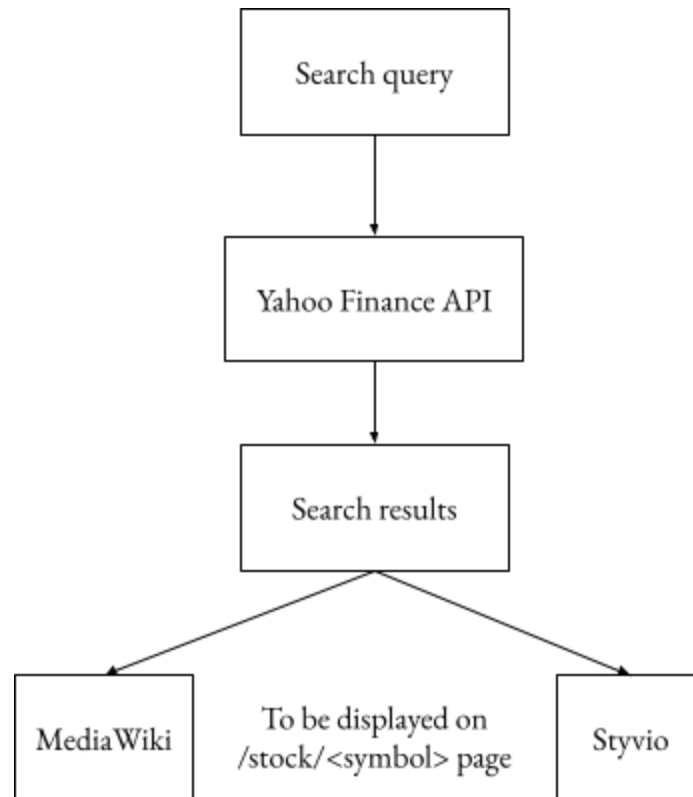 Search query
Yahoo Finance API
Search results
To be displayed on
MediaWiki
/stock/<symbol> page
Styvio